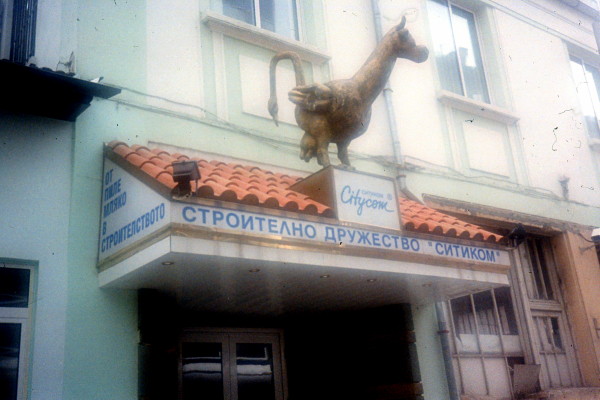 ОТ
ПИЛЕ
МЛЯКО
В
СТРОИТЕЛСТВОТО
Citycom
СТРОИТЕЛНО ДРУЖЕСТВО "СИТИКОМ"